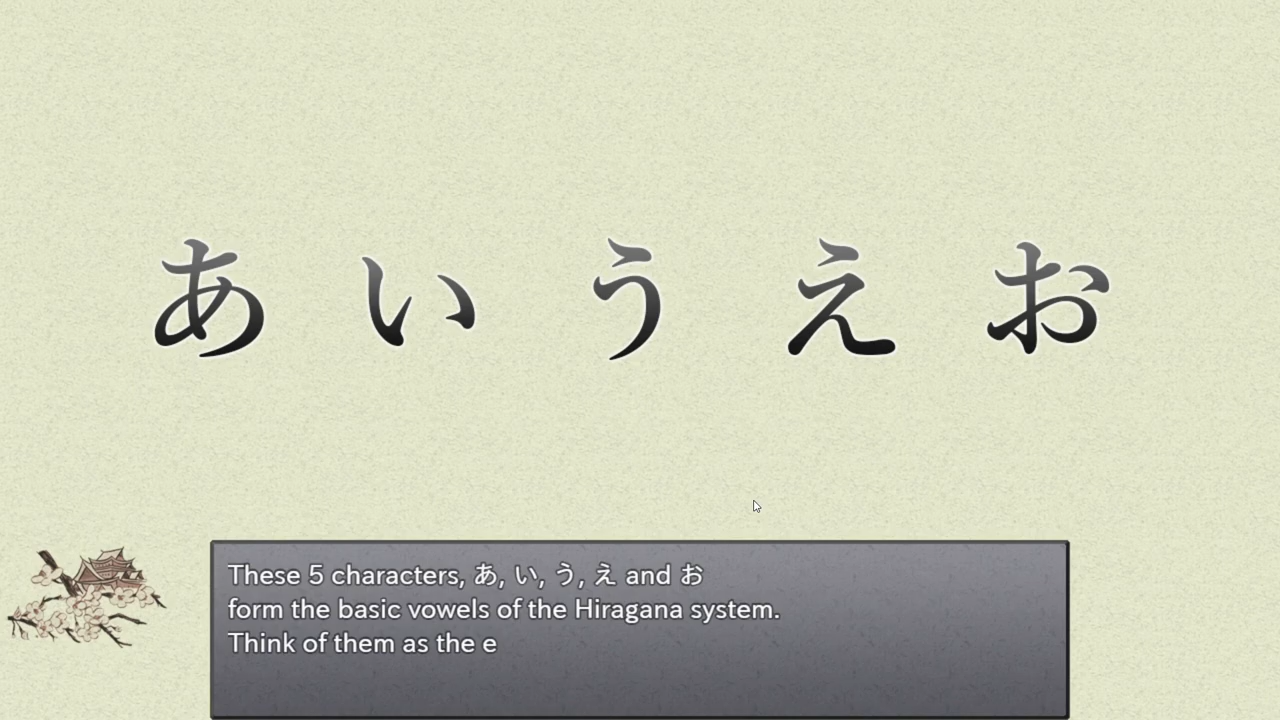 あ い う え お
These 5 characters, あ, い, う, え and お
form the basic vowels of the Hiragana system.
Think of them as the e